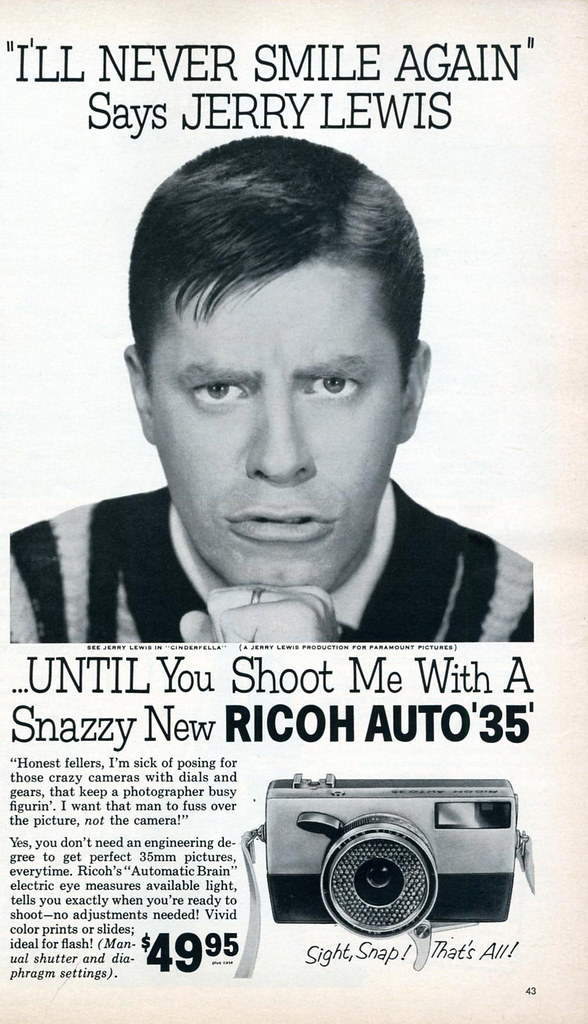 "I'LL NEVER SMILE AGAIN"
Says JERRY LEWIS
SEE JERRY LEWIS IN "CINDERFELLA" (A JERRY LEWIS PRODUCTION FOR PARAMOUNT PICTURES)
...UNTIL You Shoot Me With A
Snazzy New RICOH AUTO '35'
"Honest fellers, I'm sick of posing for
those crazy cameras with dials and
gears, that keep a photographer busy
figurin'. I want that man to fuss over
the picture, not the camera!"
Yes, you don't need an engineering de-
gree to get perfect 35mm pictures,
everytime. Ricoh's "Automatic Brain"
electric eye measures available light,
tells you exactly when you're ready to
shoot—no adjustments needed! Vivid
color prints or slides;
ideal for flash! (Man-
ual shutter and dia-
phragm settings).
$49.95
plus case
RICOH AUTO 35
Sight, Snap! That's All!
43